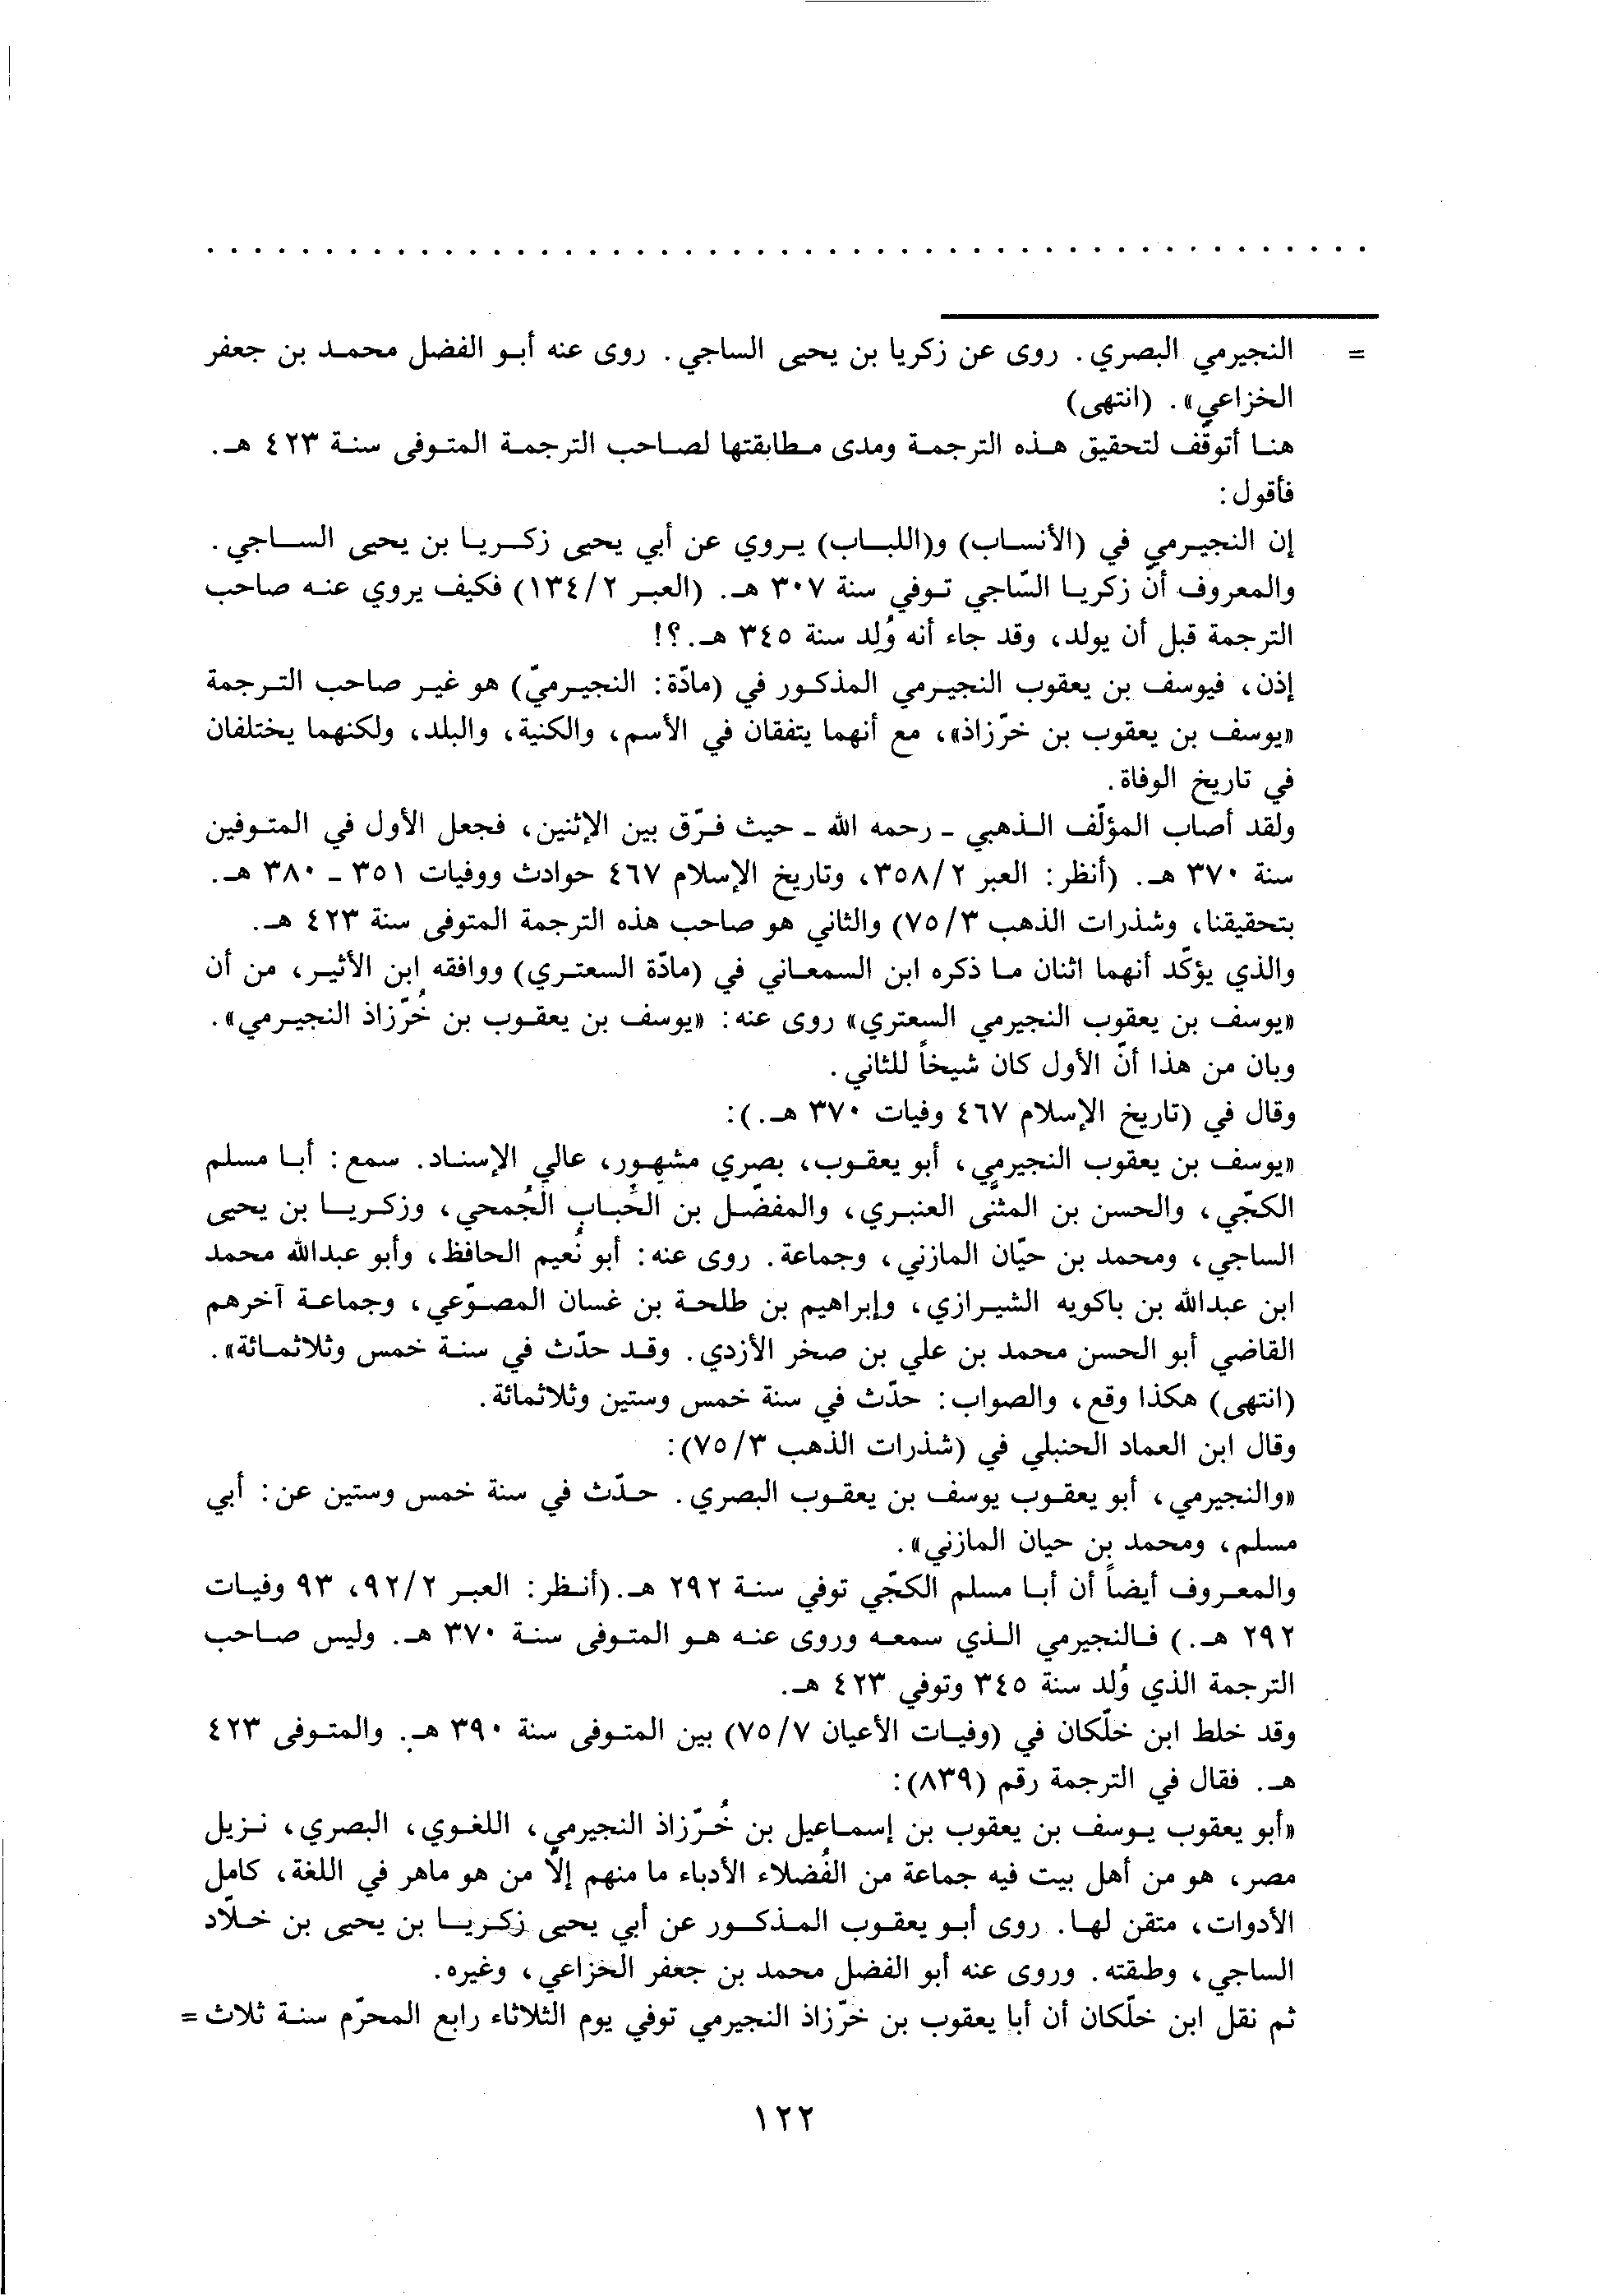 . . . . . . . . . . . . . . . . . . . . . . . . . . . . . . . . . . . . . . . . . . . . . . . . .
= النجيرمي البصري. روى عن زكريا بن يحيى الساجي. روى عنه أبو الفضل محمد بن جعفر
الخزاعي». (انتهى)
هنا أتوقّف لتحقيق هذه الترجمة ومدى مطابقتها لصاحب الترجمة المتوفى سنة ٤٢٣ هـ.
فأقول:
إن النجيرمي في (الأنساب) و(اللباب) يروي عن أبي يحيى زكريا بن يحيى الساجي.
والمعروف أنّ زكريا السّاجي توفي سنة ٣٠٧ هـ. (العبر ١٣٤/٢) فكيف يروي عنه صاحب
الترجمة قبل أن يولد، وقد جاء أنه وُلِد سنة ٣٤٥ هـ.؟!
إذن، فيوسف بن يعقوب النجيرمي المذكور في (مادّة: النجيرميّ) هو غير صاحب الترجمة
«يوسف بن يعقوب بن خرّزاذ»، مع أنهما يتفقان في الأسم، والكنية، والبلد، ولكنهما يختلفان
في تاريخ الوفاة.
ولقد أصاب المؤلّف الذهبي - رحمه الله - حيث فرّق بين الإثنين، فجعل الأول في المتوفين
سنة ٣٧٠ هـ. (أنظر: العبر ٣٥٨/٢، وتاريخ الإسلام ٤٦٧ حوادث ووفيات ٣٥١ - ٣٨٠ هـ.
بتحقيقنا، وشذرات الذهب ٧٥/٣) والثاني هو صاحب هذه الترجمة المتوفى سنة ٤٢٣ هـ.
والذي يؤكّد أنهما اثنان ما ذكره ابن السمعاني في (مادّة السعتري) ووافقه ابن الأثير، من أن
«يوسف بن يعقوب النجيرمي السعتري» روى عنه: «يوسف بن يعقوب بن خُرّزاذ النجيرمي».
وبان من هذا أنّ الأول كان شيخاً للثاني.
وقال في (تاريخ الإسلام ٤٦٧ وفيات ٣٧٠ هـ.):
«يوسف بن يعقوب النجيرمي، أبو يعقوب، بصري مشهور، عالي الإسناد. سمع: أبا مسلم
الكجّي، والحسن بن المثنّى العنبري، والمفضّل بن الحُباب الجُمحي، وزكريا بن يحيى
الساجي، ومحمد بن حيّان المازني، وجماعة. روى عنه: أبو نُعيم الحافظ، وأبو عبدالله محمد
ابن عبدالله بن باكويه الشيرازي، وإبراهيم بن طلحة بن غسان المصوّعي، وجماعة آخرهم
القاضي أبو الحسن محمد بن علي بن صخر الأزدي. وقد حدّث في سنة خمس وثلاثمائة».
(انتهى) هكذا وقع، والصواب: حدّث في سنة خمس وستين وثلاثمائة.
وقال ابن العماد الحنبلي في (شذرات الذهب ٧٥/٣):
«والنجيرمي، أبو يعقوب يوسف بن يعقوب البصري. حدّث في سنة خمس وستين عن: أبي
مسلم، ومحمد بن حيان المازني».
والمعروف أيضاً أن أبا مسلم الكجّي توفي سنة ٢٩٢ هـ.(أنظر: العبر ٩٢/٢، ٩٣ وفيات
٢٩٢ هـ.) فالنجيرمي الذي سمعه وروى عنه هو المتوفى سنة ٣٧٠ هـ. وليس صاحب
الترجمة الذي وُلد سنة ٣٤٥ وتوفي ٤٢٣ هـ.
وقد خلط ابن خلّكان في (وفيات الأعيان ٧٥/٧) بين المتوفى سنة ٣٩٠ هـ. والمتوفى ٤٢٣
هـ. فقال في الترجمة رقم (٨٣٩):
«أبو يعقوب يوسف بن يعقوب بن إسماعيل بن خُرّزاذ النجيرمي، اللغوي، البصري، نزيل
مصر، هو من أهل بيت فيه جماعة من الفُضلاء الأدباء ما منهم إلاّ من هو ماهر في اللغة، كامل
الأدوات، متقن لها. روى أبو يعقوب المذكور عن أبي يحيى زكريا بن يحيى بن خلّاد
الساجي، وطبقته. وروى عنه أبو الفضل محمد بن جعفر الخزاعي، وغيره.
ثم نقل ابن خلّكان أن أبا يعقوب بن خرّزاذ النجيرمي توفي يوم الثلاثاء رابع المحرّم سنة ثلاث =
١٢٢